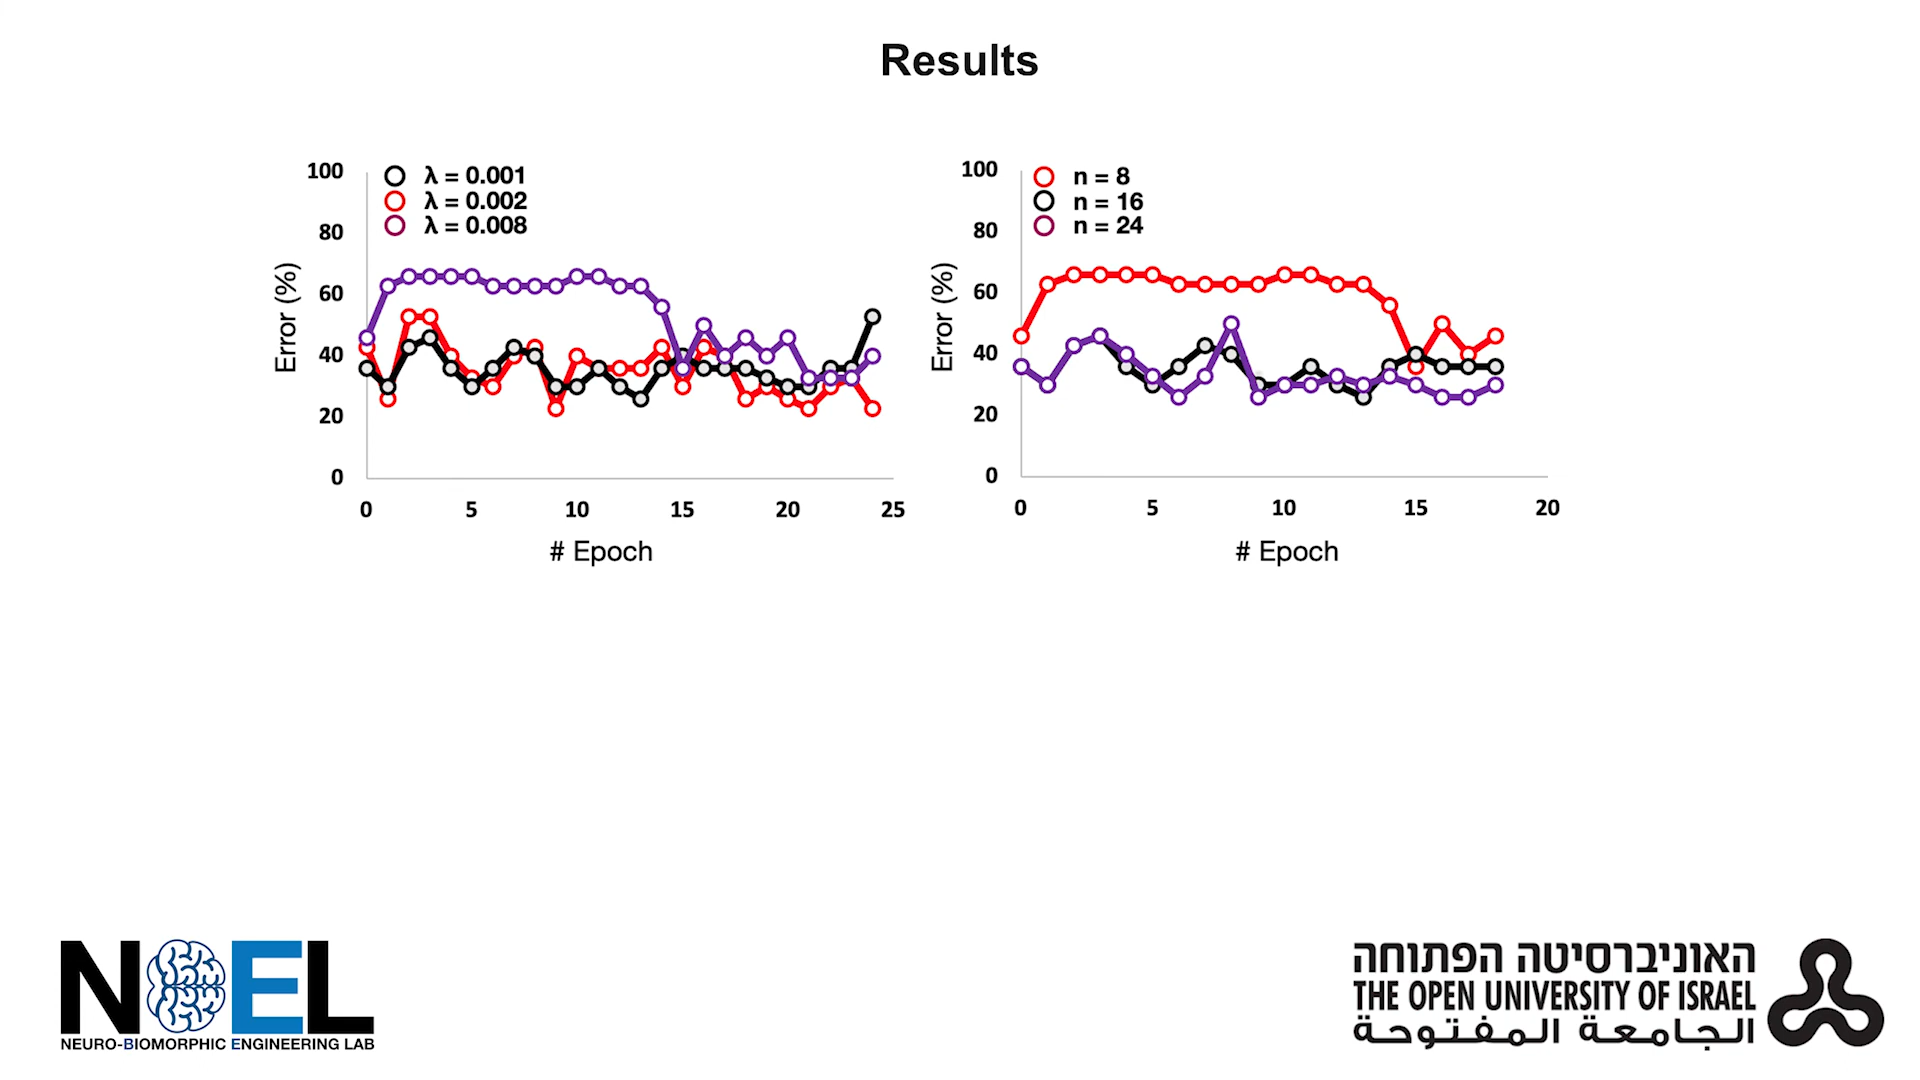 Results
100
80
60
40
20
0
Error (%)
λ = 0.001
λ = 0.002
λ = 0.008
0 5 10 15 20 25
# Epoch
100
80
60
40
20
0
Error (%)
n = 8
n = 16
n = 24
0 5 10 15 20
# Epoch
NOEL
NEURO-BIOMORPHIC ENGINEERING LAB
האוניברסיטה הפתוחה
THE OPEN UNIVERSITY OF ISRAEL
الجامعة المفتوحة